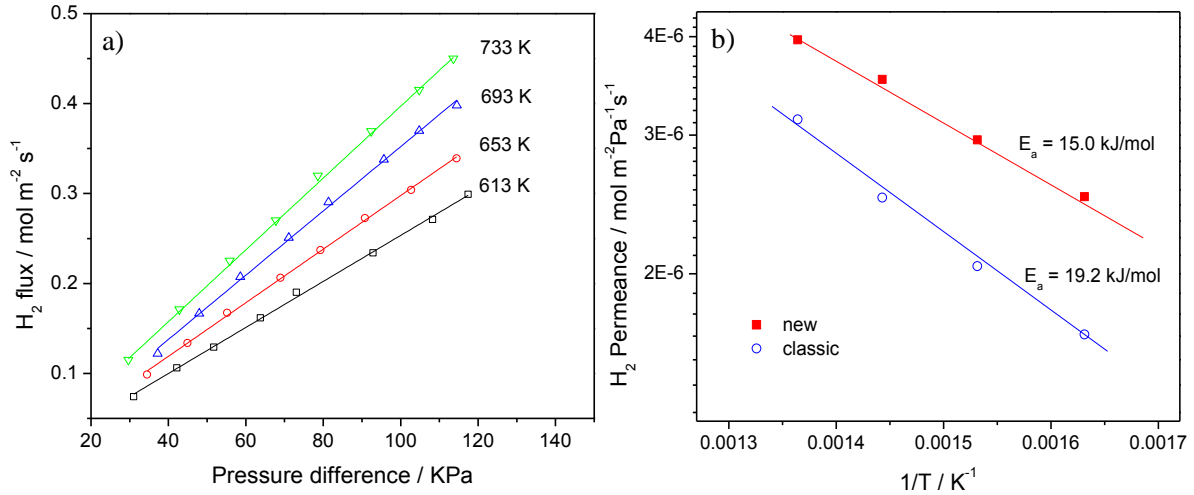 a)
0.5
0.4
0.3
0.2
0.1
H₂ flux / mol m⁻² s⁻¹
733 K
693 K
653 K
613 K
20 40 60 80 100 120 140
Pressure difference / KPa
b)
4E-6
3E-6
2E-6
H₂ Permeance / mol m⁻²Pa⁻¹s⁻¹
Eₐ = 15.0 kJ/mol
Eₐ = 19.2 kJ/mol
new
classic
0.0013 0.0014 0.0015 0.0016 0.0017
1/T / K⁻¹